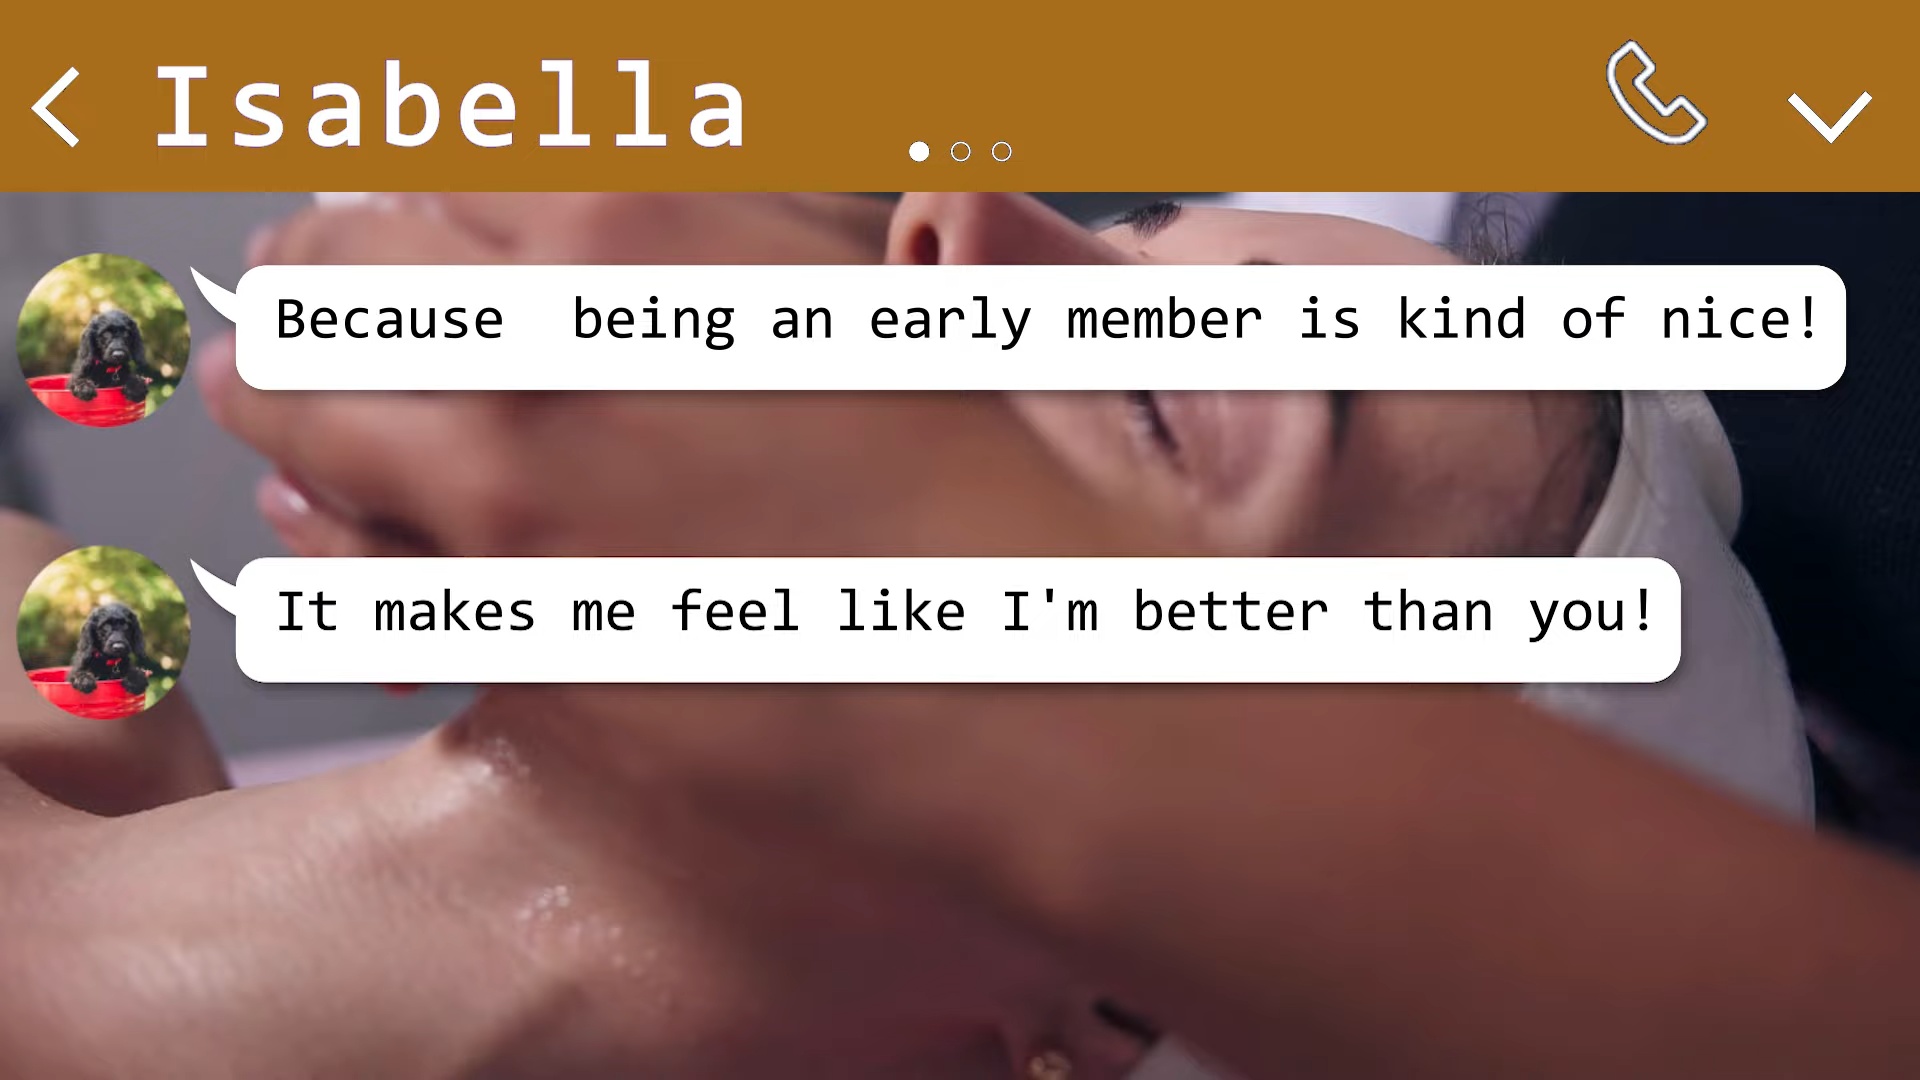 Isabella
Because  being an early member is kind of nice!
It makes me feel like I'm better than you!